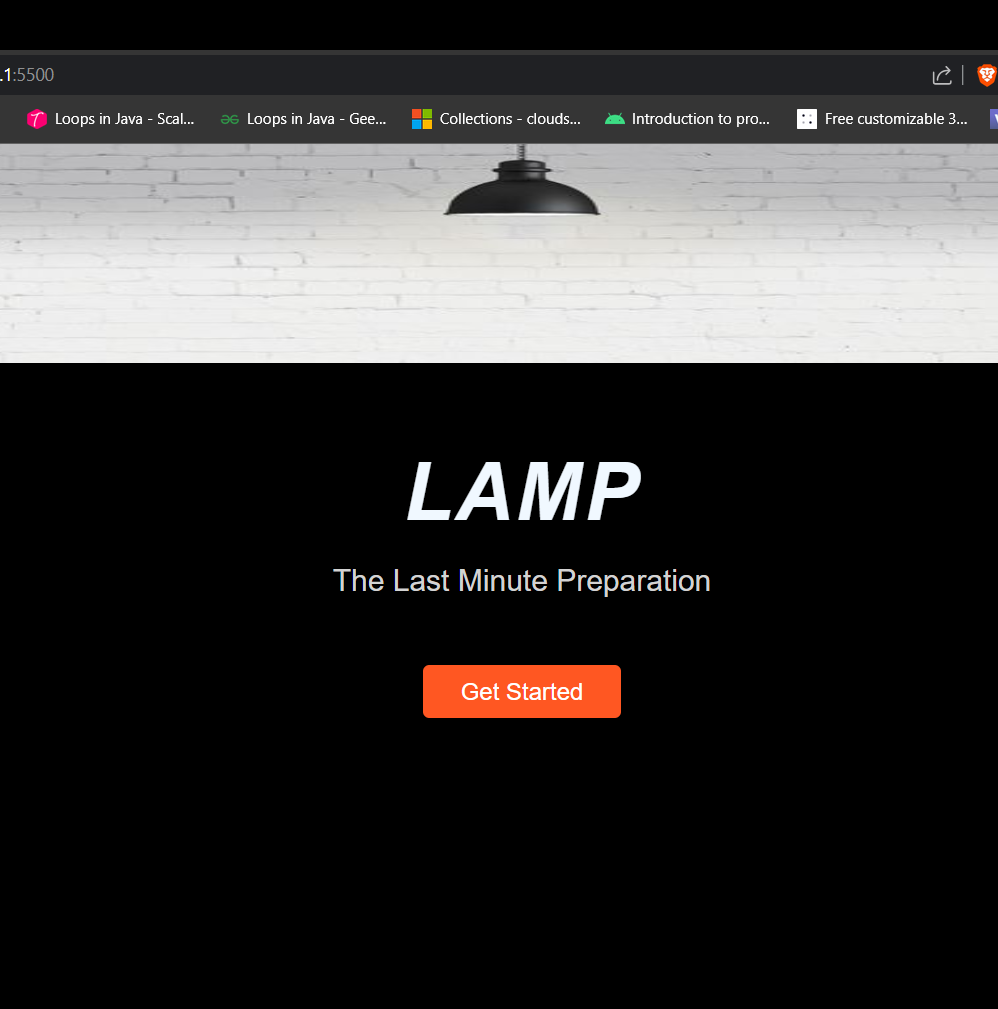 .1:5500
Loops in Java - Scal... Loops in Java - Gee... Collections - clouds... Introduction to pro... Free customizable 3...
LAMP
The Last Minute Preparation
Get Started